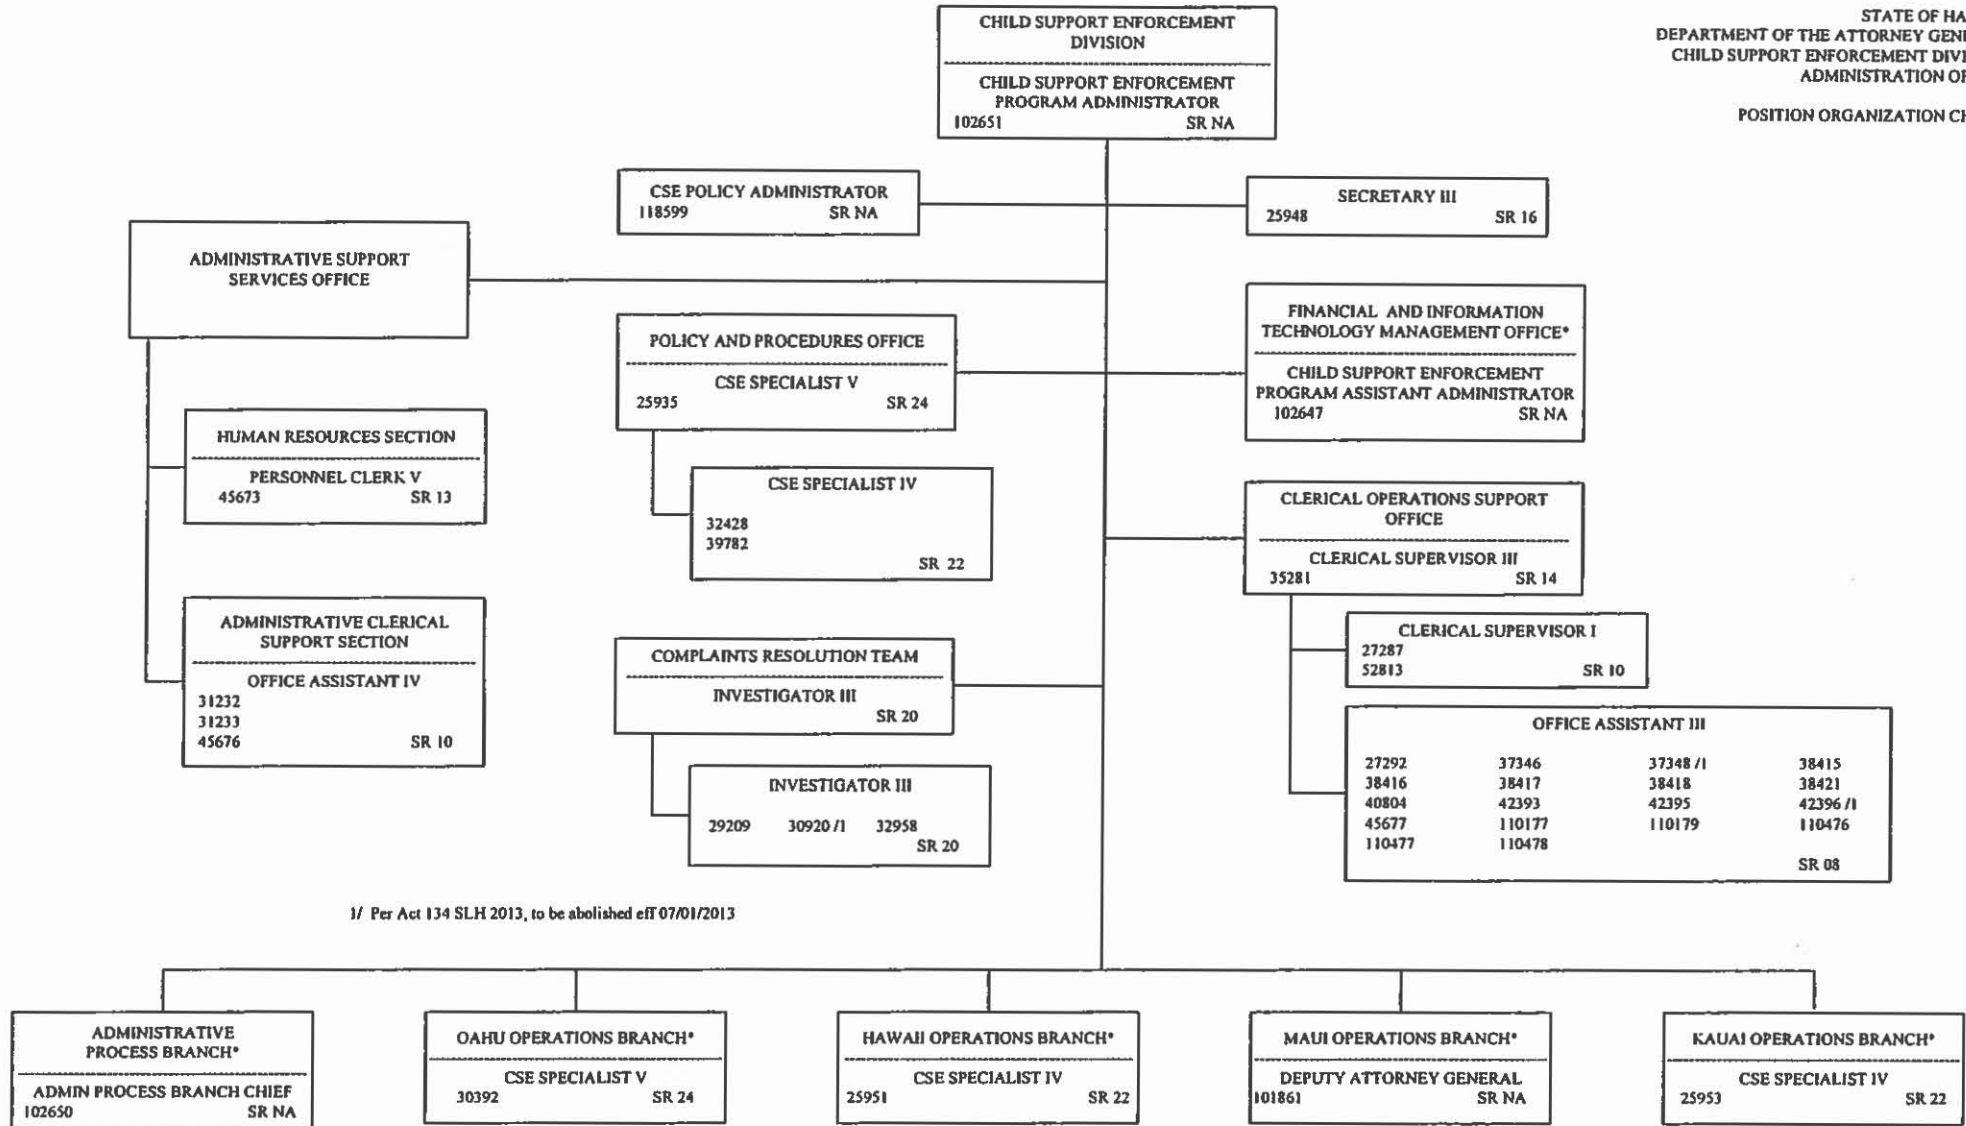 STATE OF HA
DEPARTMENT OF THE ATTORNEY GENE
CHILD SUPPORT ENFORCEMENT DIVI
ADMINISTRATION OF
POSITION ORGANIZATION CH
CHILD SUPPORT ENFORCEMENT
DIVISION
CHILD SUPPORT ENFORCEMENT
PROGRAM ADMINISTRATOR
102651 SR NA
CSE POLICY ADMINISTRATOR
118599 SR NA
SECRETARY III
25948 SR 16
ADMINISTRATIVE SUPPORT
SERVICES OFFICE
POLICY AND PROCEDURES OFFICE
CSE SPECIALIST V
25935 SR 24
FINANCIAL AND INFORMATION
TECHNOLOGY MANAGEMENT OFFICE*
CHILD SUPPORT ENFORCEMENT
PROGRAM ASSISTANT ADMINISTRATOR
102647 SR NA
HUMAN RESOURCES SECTION
PERSONNEL CLERK V
45673 SR 13
CSE SPECIALIST IV
32428
39782
SR 22
CLERICAL OPERATIONS SUPPORT
OFFICE
CLERICAL SUPERVISOR III
35281 SR 14
ADMINISTRATIVE CLERICAL
SUPPORT SECTION
OFFICE ASSISTANT IV
31232
31233
45676 SR 10
COMPLAINTS RESOLUTION TEAM
INVESTIGATOR III
SR 20
CLERICAL SUPERVISOR I
27287
52813 SR 10
INVESTIGATOR III
29209 30920 /1 32958
SR 20
OFFICE ASSISTANT III
27292 37346 37348 /1 38415
38416 38417 38418 38421
40804 42393 42395 42396 /1
45677 110177 110179 110476
110477 110478
SR 08
1/ Per Act 134 SLH 2013, to be abolished eff 07/01/2013
ADMINISTRATIVE
PROCESS BRANCH*
ADMIN PROCESS BRANCH CHIEF
102650 SR NA
OAHU OPERATIONS BRANCH*
CSE SPECIALIST V
30392 SR 24
HAWAII OPERATIONS BRANCH*
CSE SPECIALIST IV
25951 SR 22
MAUI OPERATIONS BRANCH*
DEPUTY ATTORNEY GENERAL
101861 SR NA
KAUAI OPERATIONS BRANCH*
CSE SPECIALIST IV
25953 SR 22